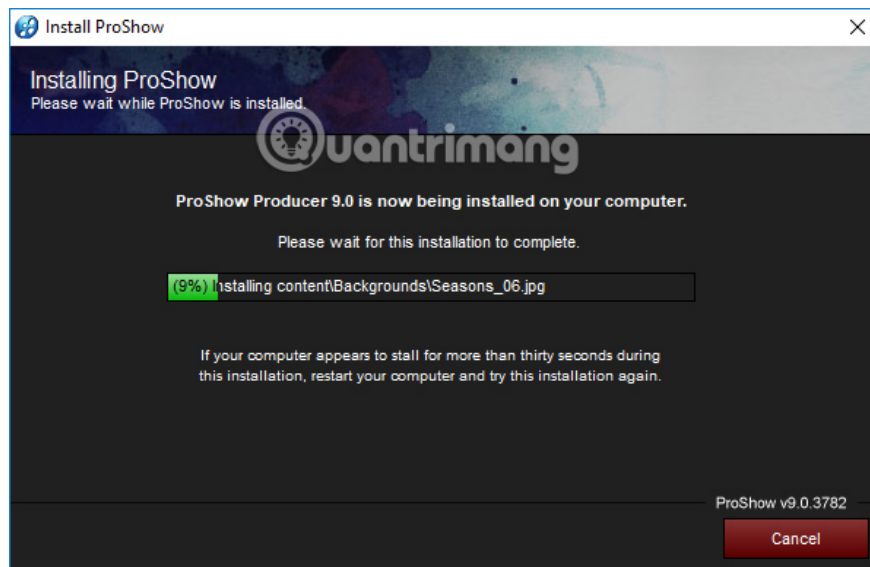 Install ProShow
Installing ProShow
Please wait while ProShow is installed.
Quantrimang
ProShow Producer 9.0 is now being installed on your computer.
Please wait for this installation to complete.
(9%) Installing content\Backgrounds\Seasons_06.jpg
If your computer appears to stall for more than thirty seconds during
this installation, restart your computer and try this installation again.
ProShow v9.0.3782
Cancel